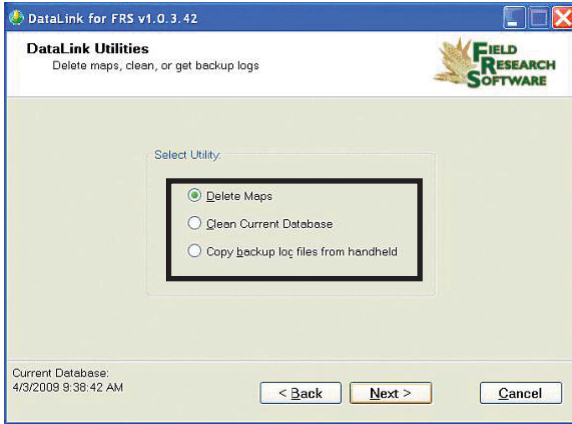 DataLink for FRS v1.0.3.42
DataLink Utilities
Delete maps, clean, or get backup logs
FIELD
RESEARCH
SOFTWARE
Select Utility:
Delete Maps
Clean Current Database
Copy backup log files from handheld
Current Database:
4/3/2009 9:38:42 AM
< Back
Next >
Cancel